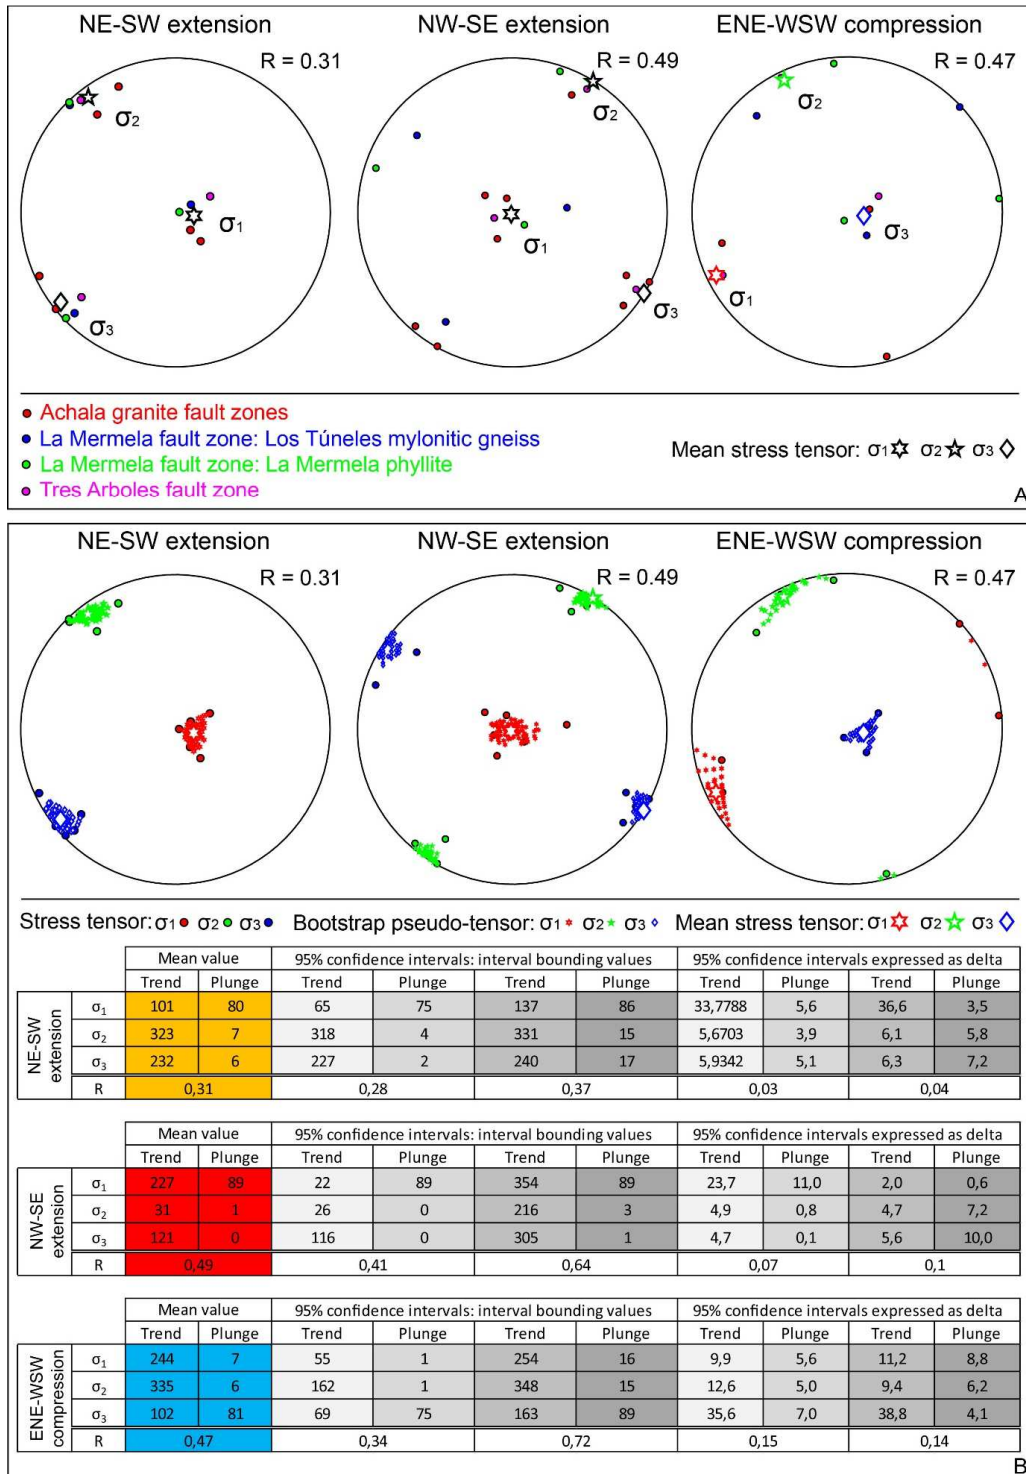 NE-SW extension NW-SE extension ENE-WSW compression
R = 0.31 R = 0.49 R = 0.47
σ2 σ2 σ2
σ1 σ1 σ3
σ3 σ3 σ1
Achala granite fault zones
La Mermela fault zone: Los Túneles mylonitic gneiss
La Mermela fault zone: La Mermela phyllite
Tres Arboles fault zone
Mean stress tensor: σ1 σ2 σ3
A
NE-SW extension NW-SE extension ENE-WSW compression
R = 0.31 R = 0.49 R = 0.47
Stress tensor: σ1 σ2 σ3 Bootstrap pseudo-tensor: σ1 σ2 σ3 Mean stress tensor: σ1 σ2 σ3
Mean value 95% confidence intervals: interval bounding values 95% confidence intervals expressed as delta
Trend Plunge Trend Plunge Trend Plunge Trend Plunge Trend Plunge
NE-SW extension
σ1 101 80 65 75 137 86 33,7788 5,6 36,6 3,5
σ2 323 7 318 4 331 15 5,6703 3,9 6,1 5,8
σ3 232 6 227 2 240 17 5,9342 5,1 6,3 7,2
R 0,31 0,28 0,37 0,03 0,04
Mean value 95% confidence intervals: interval bounding values 95% confidence intervals expressed as delta
Trend Plunge Trend Plunge Trend Plunge Trend Plunge Trend Plunge
NW-SE extension
σ1 227 89 22 89 354 89 23,7 11,0 2,0 0,6
σ2 31 1 26 0 216 3 4,9 0,8 4,7 7,2
σ3 121 0 116 0 305 1 4,7 0,1 5,6 10,0
R 0,49 0,41 0,64 0,07 0,1
Mean value 95% confidence intervals: interval bounding values 95% confidence intervals expressed as delta
Trend Plunge Trend Plunge Trend Plunge Trend Plunge Trend Plunge
ENE-WSW compression
σ1 244 7 55 1 254 16 9,9 5,6 11,2 8,8
σ2 335 6 162 1 348 15 12,6 5,0 9,4 6,2
σ3 102 81 69 75 163 89 35,6 7,0 38,8 4,1
R 0,47 0,34 0,72 0,15 0,14
B